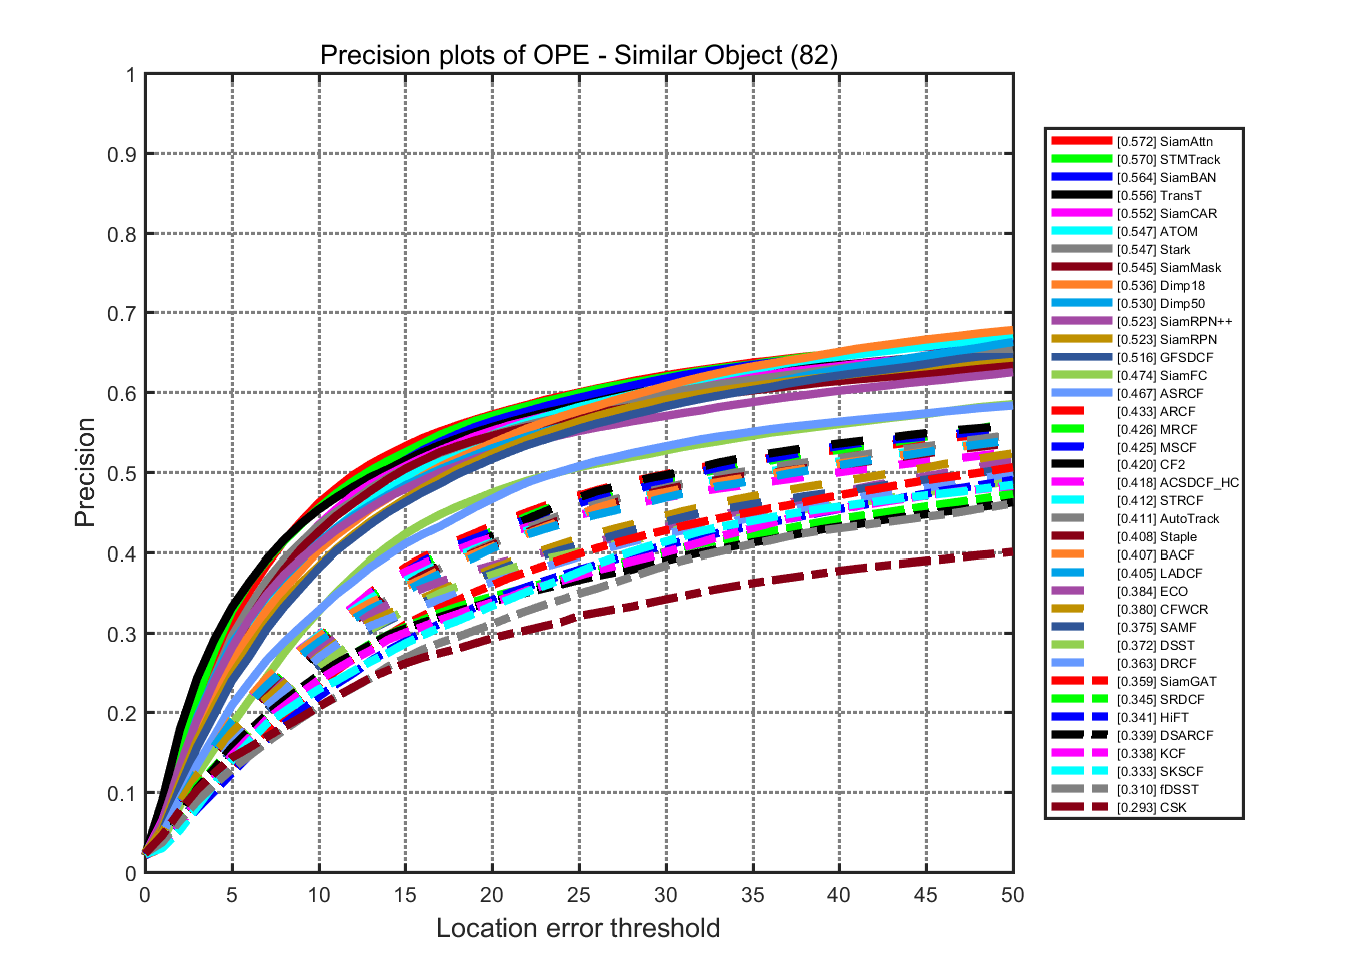 Precision plots of OPE - Similar Object (82)
1
0.9
0.8
0.7
0.6
0.5
0.4
0.3
0.2
0.1
0
Precision
0 5 10 15 20 25 30 35 40 45 50
Location error threshold
[0.572] SiamAttn
[0.570] STMTrack
[0.564] SiamBAN
[0.556] TransT
[0.552] SiamCAR
[0.547] ATOM
[0.547] Stark
[0.545] SiamMask
[0.536] Dimp18
[0.530] Dimp50
[0.523] SiamRPN++
[0.523] SiamRPN
[0.516] GFSDCF
[0.474] SiamFC
[0.467] ASRCF
[0.433] ARCF
[0.426] MRCF
[0.425] MSCF
[0.420] CF2
[0.418] ACSDCF_HC
[0.412] STRCF
[0.411] AutoTrack
[0.408] Staple
[0.407] BACF
[0.405] LADCF
[0.384] ECO
[0.380] CFWCR
[0.375] SAMF
[0.372] DSST
[0.363] DRCF
[0.359] SiamGAT
[0.345] SRDCF
[0.341] HiFT
[0.339] DSARCF
[0.338] KCF
[0.333] SKSCF
[0.310] fDSST
[0.293] CSK